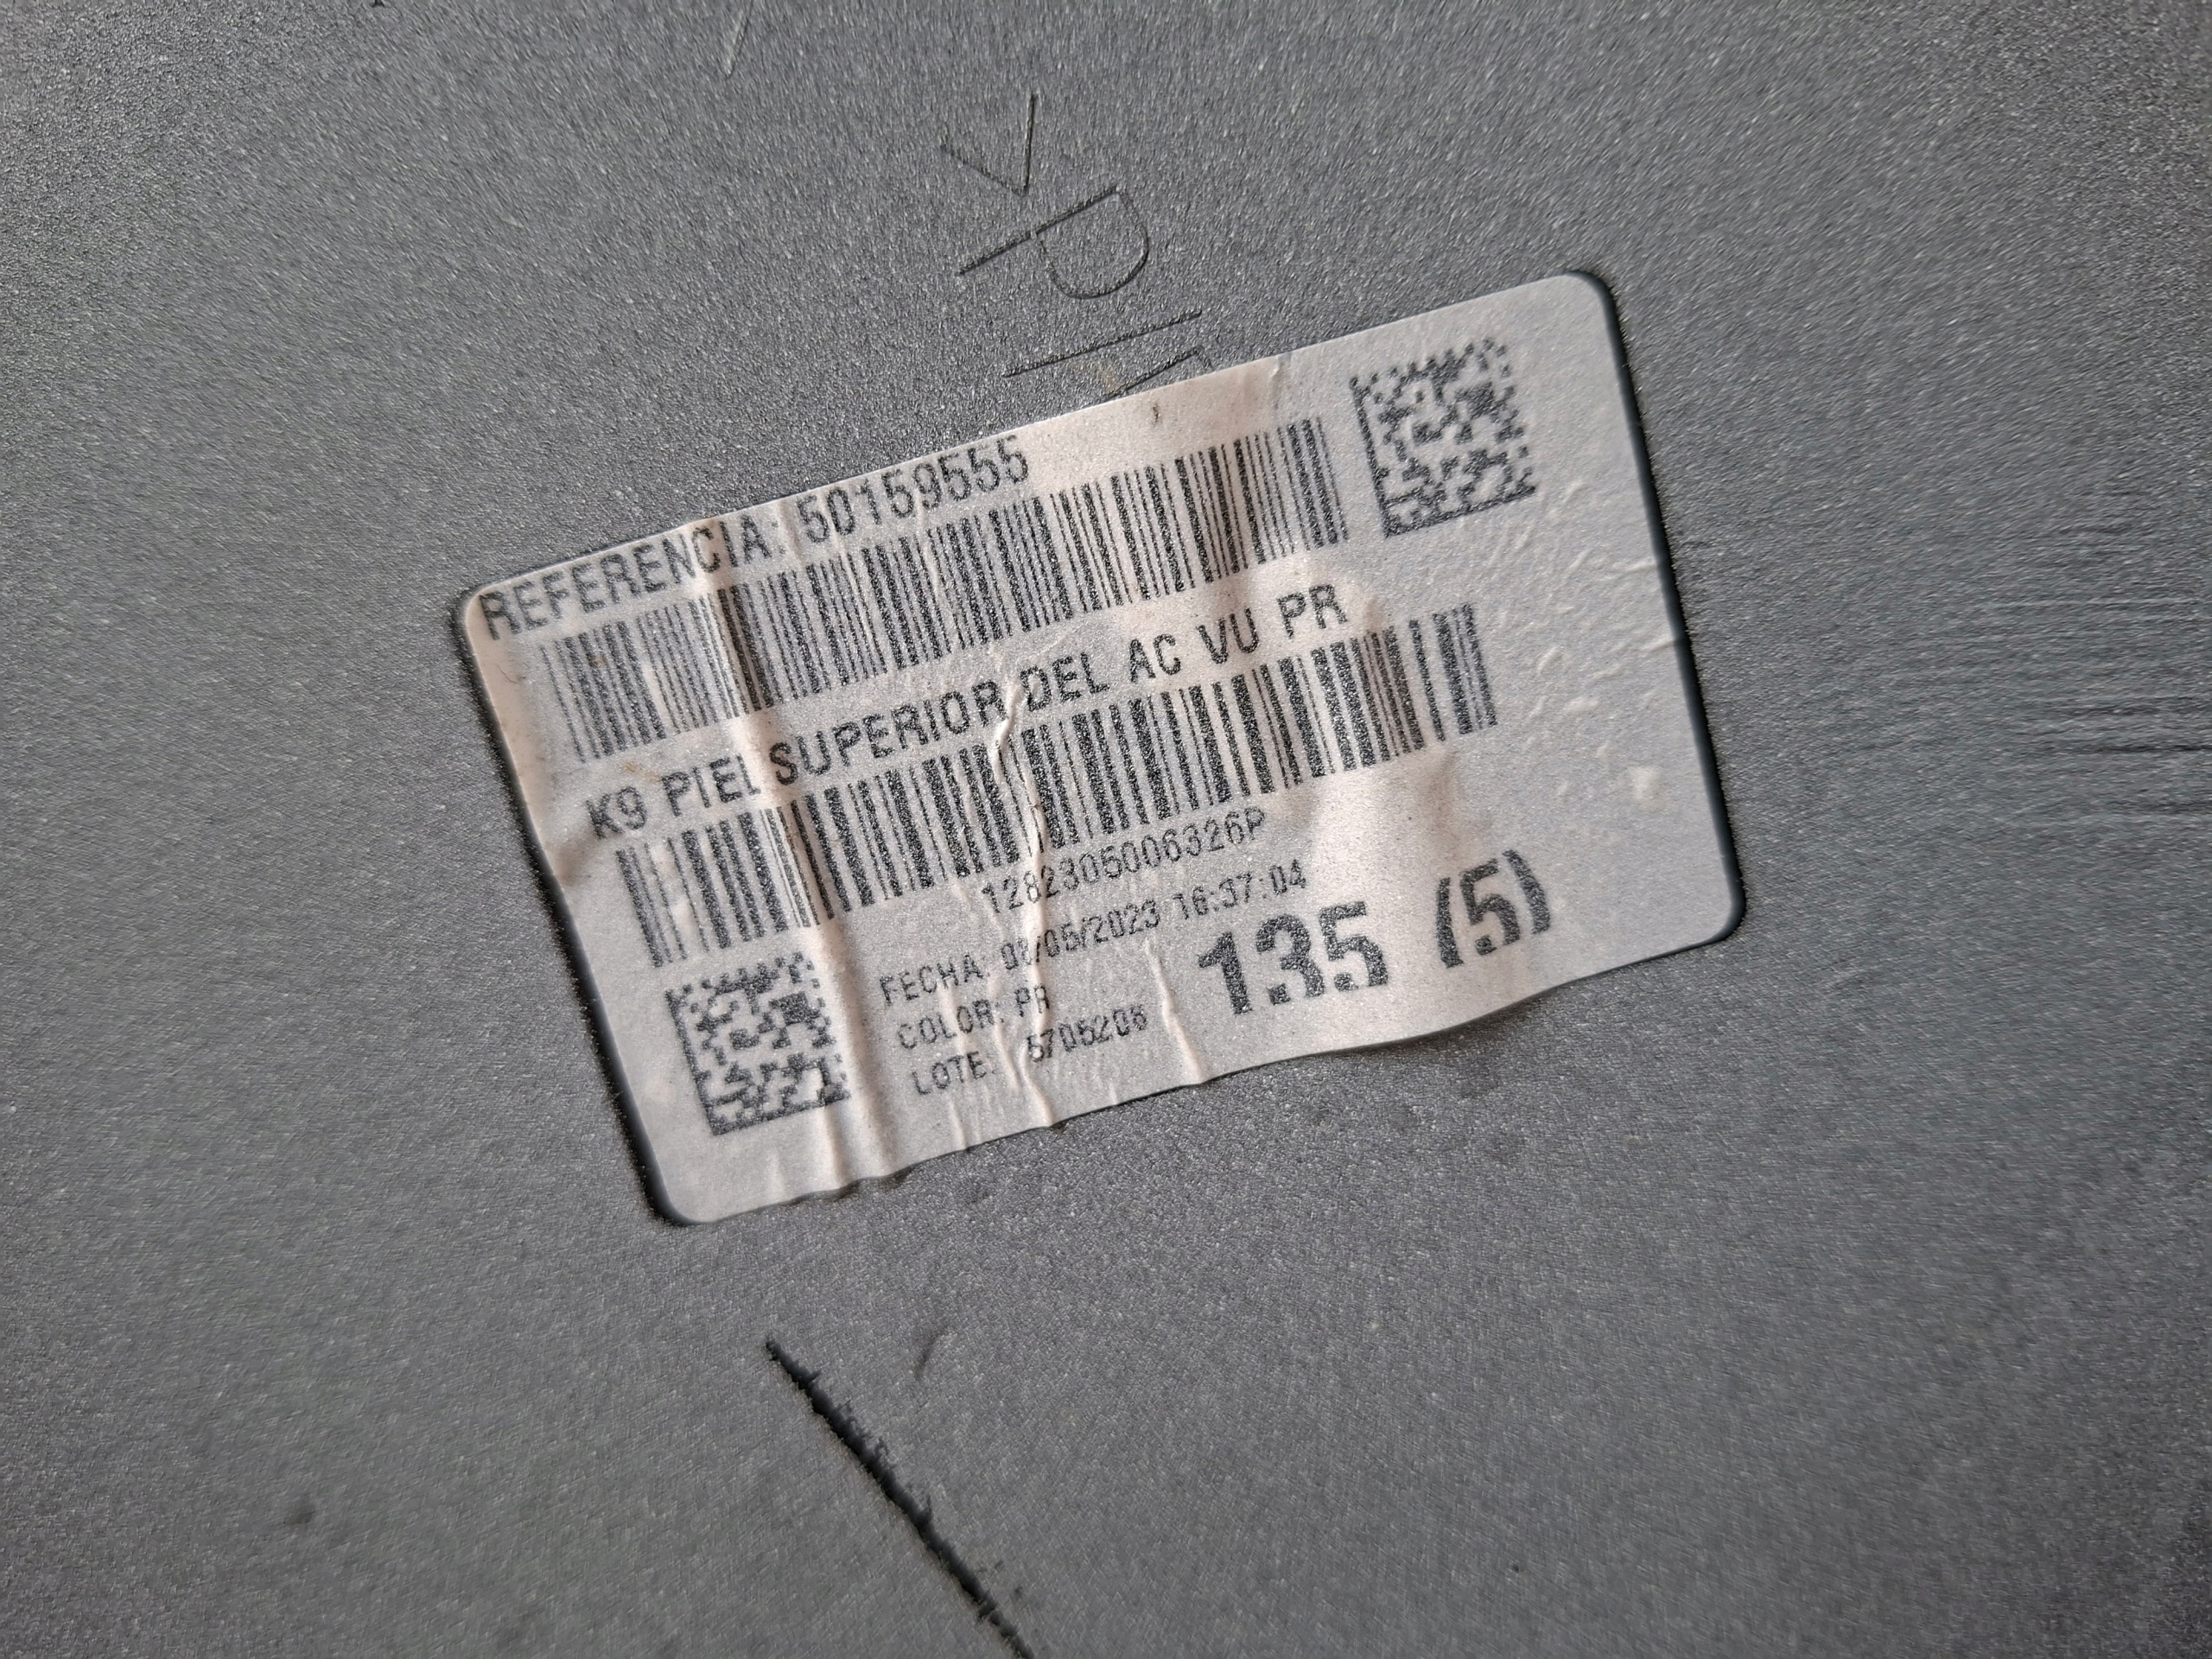 REFERENCIA: 50159555
K9 PIEL SUPERIOR DEL AC VU PR
1282305006326P
FECHA: 08/05/2023 16:37:04
COLOR: PR
LOTE: 5705208
135 (5)